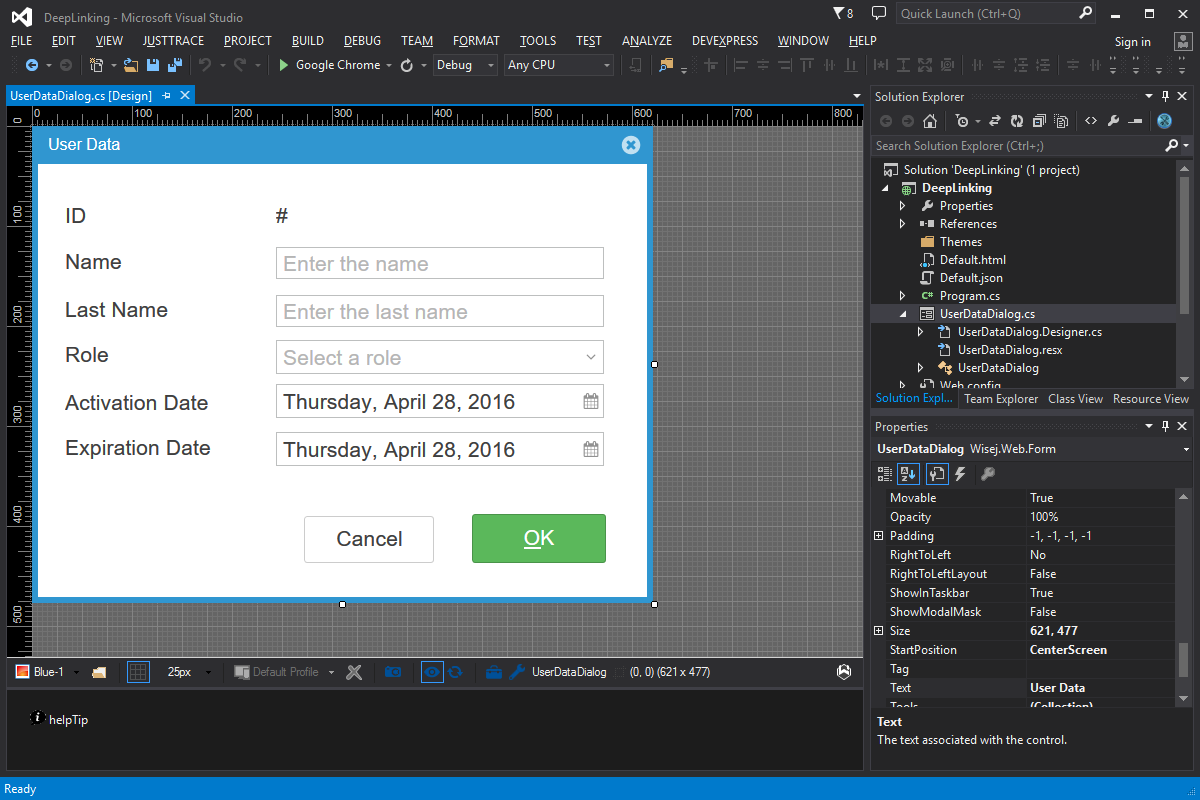 DeepLinking - Microsoft Visual Studio
8
Quick Launch (Ctrl+Q)
FILE EDIT VIEW JUSTTRACE PROJECT BUILD DEBUG TEAM FORMAT TOOLS TEST ANALYZE DEVEXPRESS WINDOW HELP
Sign in
Google Chrome Debug Any CPU
UserDataDialog.cs [Design]
0 100 200 300 400 500 600 700 800
0
100
200
300
400
500
User Data
ID #
Name Enter the name
Last Name Enter the last name
Role Select a role
Activation Date Thursday, April 28, 2016
Expiration Date Thursday, April 28, 2016
Cancel OK
Blue-1 25px Default Profile UserDataDialog (0, 0) (621 x 477)
helpTip
Ready
Solution Explorer
Search Solution Explorer (Ctrl+;)
Solution 'DeepLinking' (1 project)
DeepLinking
Properties
References
Themes
Default.html
Default.json
C# Program.cs
UserDataDialog.cs
UserDataDialog.Designer.cs
UserDataDialog.resx
UserDataDialog
Web.config
Solution Expl... Team Explorer Class View Resource View
Properties
UserDataDialog Wisej.Web.Form
Movable True
Opacity 100%
Padding -1, -1, -1, -1
RightToLeft No
RightToLeftLayout False
ShowInTaskbar True
ShowModalMask False
Size 621, 477
StartPosition CenterScreen
Tag
Text User Data
Tools (Collection)
Text
The text associated with the control.